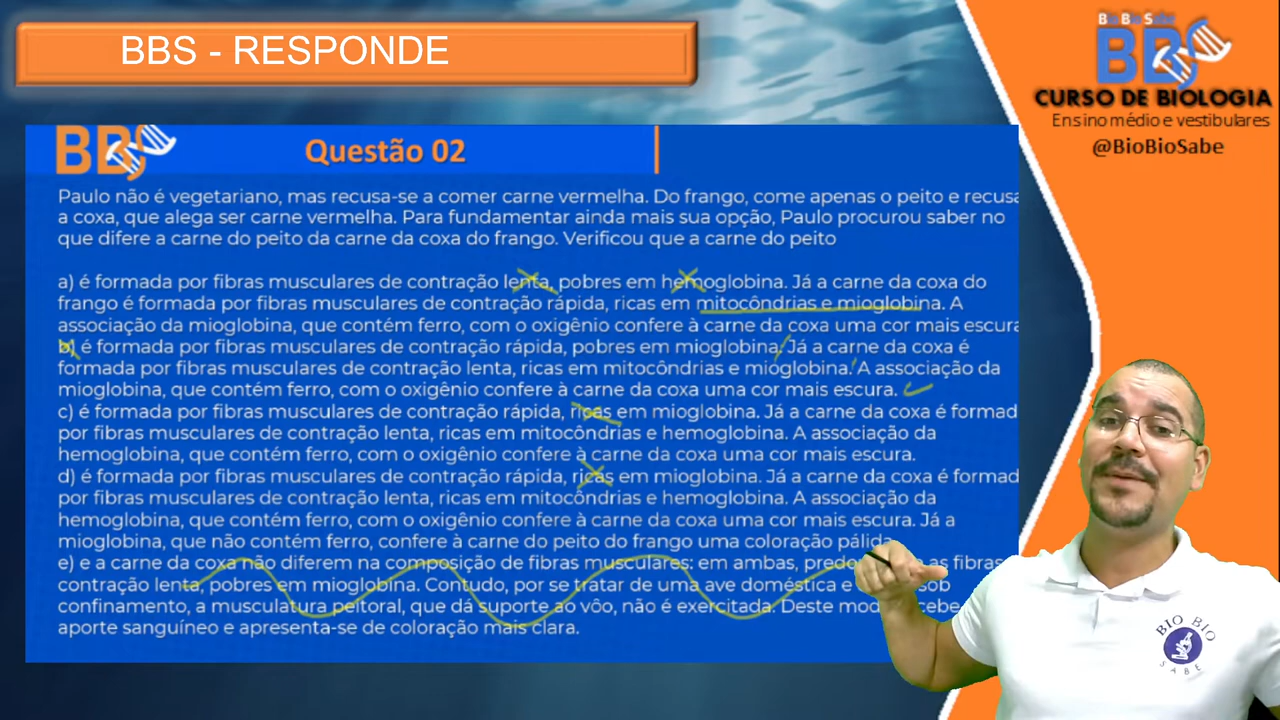 BBS - RESPONDE
Bio Bio Sabe
BBS
CURSO DE BIOLOGIA
Ensino médio e vestibulares
@BioBioSabe
BBS
Questão 02
Paulo não é vegetariano, mas recusa-se a comer carne vermelha. Do frango, come apenas o peito e recusa
a coxa, que alega ser carne vermelha. Para fundamentar ainda mais sua opção, Paulo procurou saber no
que difere a carne do peito da carne da coxa do frango. Verificou que a carne do peito
a) é formada por fibras musculares de contração lenta, pobres em hemoglobina. Já a carne da coxa do
frango é formada por fibras musculares de contração rápida, ricas em mitocôndrias e mioglobina. A
associação da mioglobina, que contém ferro, com o oxigênio confere à carne da coxa uma cor mais escura
b) é formada por fibras musculares de contração rápida, pobres em mioglobina. Já a carne da coxa é
formada por fibras musculares de contração lenta, ricas em mitocôndrias e mioglobina. A associação da
mioglobina, que contém ferro, com o oxigênio confere à carne da coxa uma cor mais escura.
c) é formada por fibras musculares de contração rápida, ricas em mioglobina. Já a carne da coxa é formad
por fibras musculares de contração lenta, ricas em mitocôndrias e hemoglobina. A associação da
hemoglobina, que contém ferro, com o oxigênio confere à carne da coxa uma cor mais escura.
d) é formada por fibras musculares de contração rápida, ricas em mioglobina. Já a carne da coxa é formad
por fibras musculares de contração lenta, ricas em mitocôndrias e hemoglobina. A associação da
hemoglobina, que contém ferro, com o oxigênio confere à carne da coxa uma cor mais escura. Já a
mioglobina, que não contém ferro, confere à carne do peito do frango uma coloração pálida
e) e a carne da coxa não diferem na composição de fibras musculares: em ambas, as fibras
contração lenta, pobres em mioglobina. Contudo, por se tratar de uma ave doméstica e sob
confinamento, a musculatura peitoral, que dá suporte ao vôo, não é exercitada. Deste
aporte sanguíneo e apresenta-se de coloração mais clara.
BIO BIO
SABE